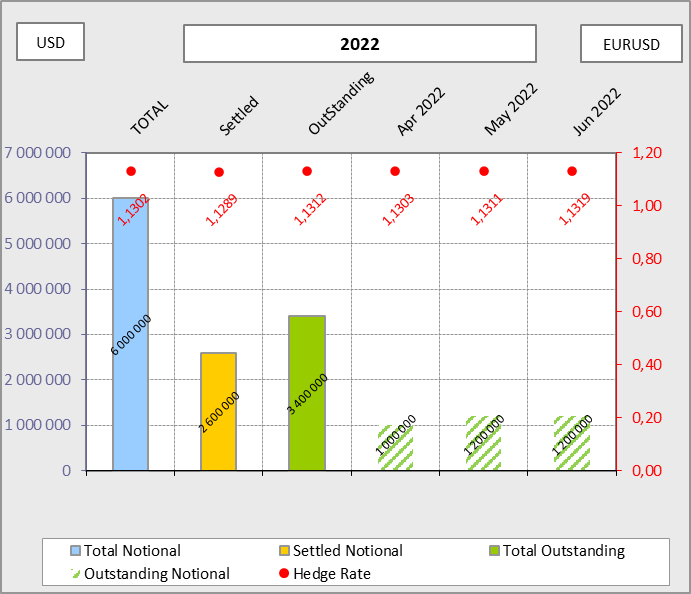 USD
2022
EURUSD
TOTAL
Settled
OutStanding
Apr 2022
May 2022
Jun 2022
7 000 000
6 000 000
5 000 000
4 000 000
3 000 000
2 000 000
1 000 000
0
1,20
1,00
0,80
0,60
0,40
0,20
0,00
1,1302
1,1289
1,1312
1,1303
1,1311
1,1319
6 000 000
2 600 000
3 400 000
1 000 000
1 200 000
1 200 000
Total Notional
Settled Notional
Total Outstanding
Outstanding Notional
Hedge Rate